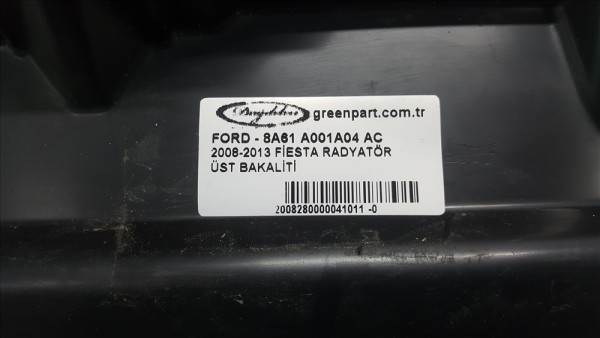 greenpart.com.tr
FORD - 8A61 A001A04 AC
2008-2013 FİESTA RADYATÖR
ÜST BAKALİTİ
2008280000041011 -0